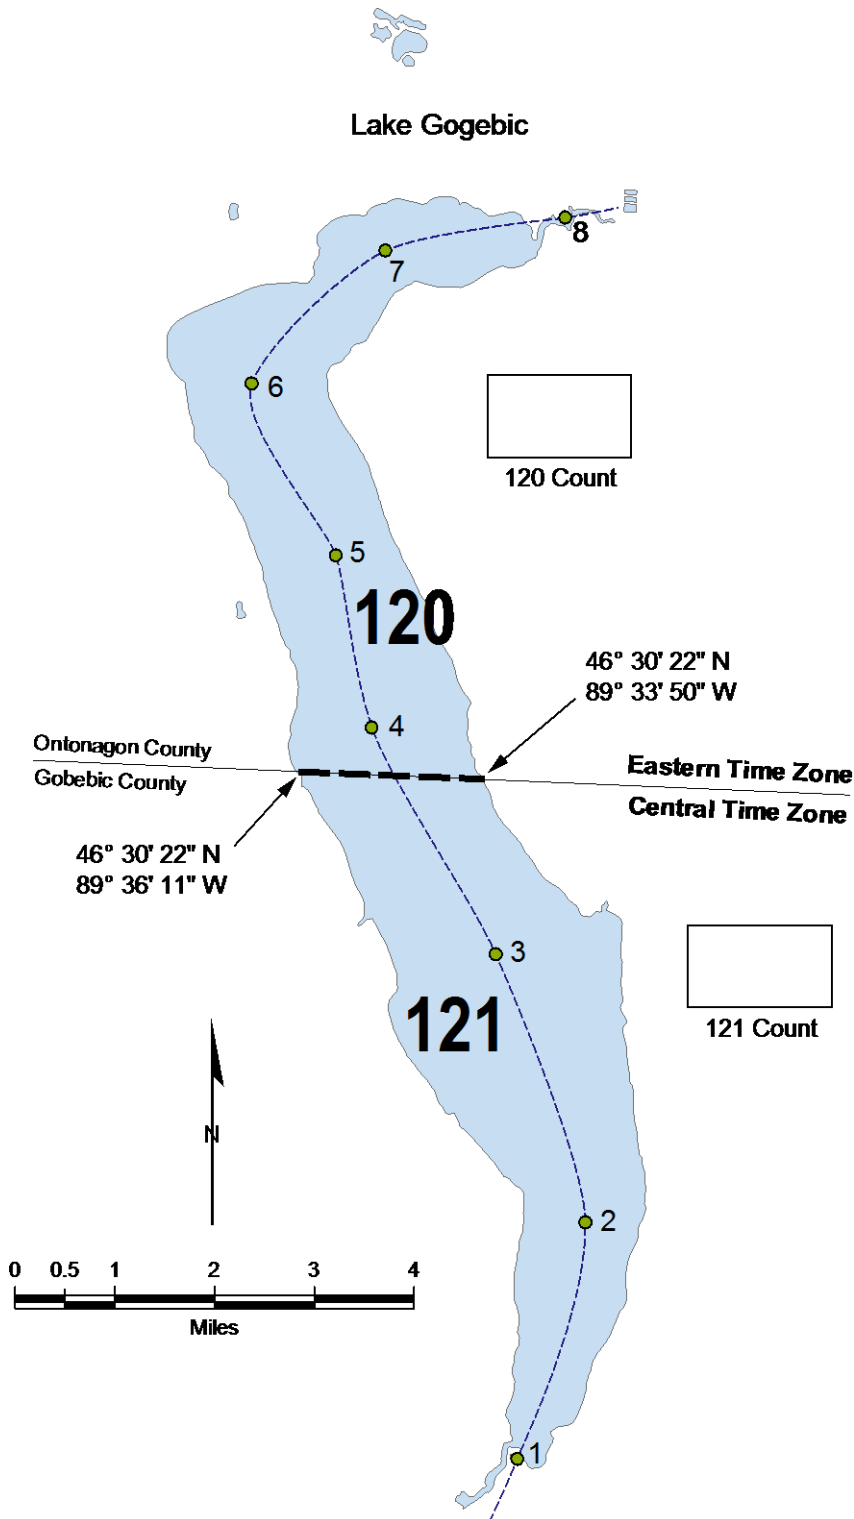 Lake Gogebic
8
7
6
120 Count
5
120
46° 30' 22" N
89° 33' 50" W
4
Ontonagon County
Gobebic County
Eastern Time Zone
Central Time Zone
46° 30' 22" N
89° 36' 11" W
3
121
121 Count
N
2
0 0.5 1 2 3 4
Miles
1